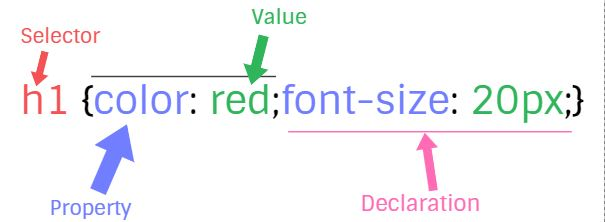 Value
Selector
h1 {color: red;font-size: 20px;}
Property
Declaration